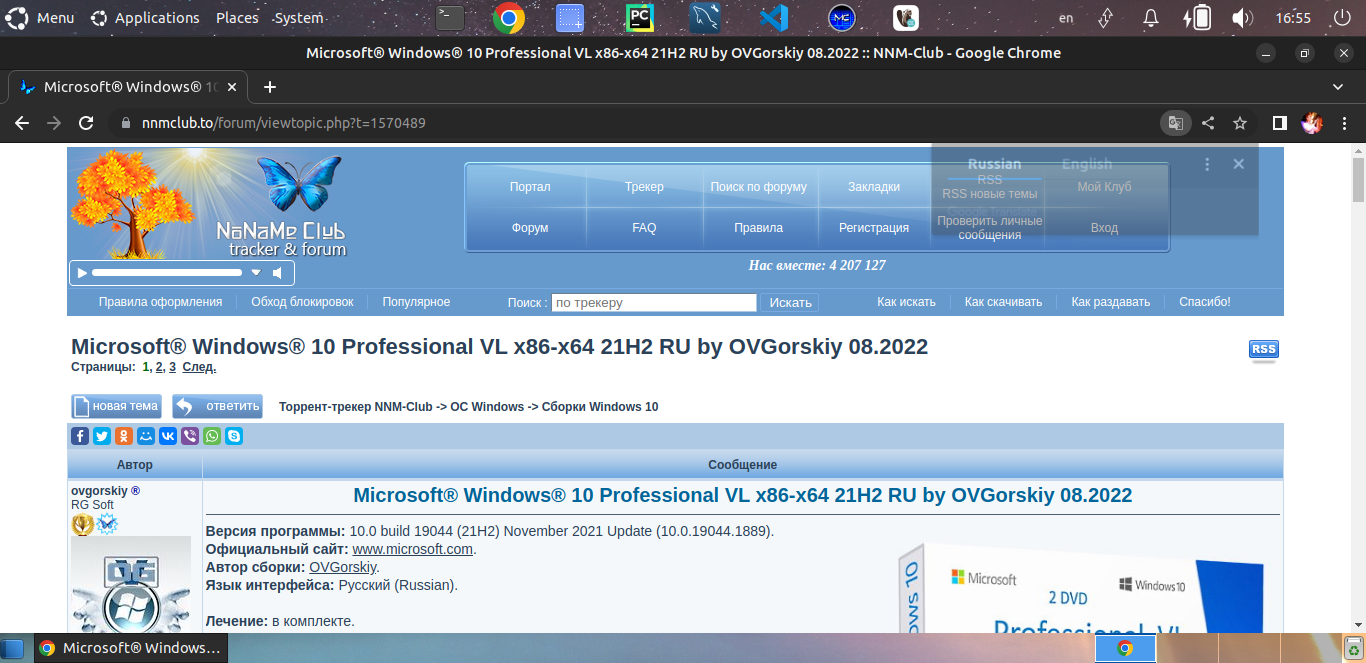 Menu Applications Places System en 16:55
Microsoft® Windows® 10 Professional VL x86-x64 21H2 RU by OVGorskiy 08.2022 :: NNM-Club - Google Chrome
Microsoft® Windows® 10
nnmclub.to/forum/viewtopic.php?t=1570489
Russian English
NoNaMe Club
tracker & forum
Портал Трекер Поиск по форуму Закладки RSS Мой Клуб
RSS новые темы
Форум FAQ Правила Регистрация Проверить личные сообщения Вход
Нас вместе: 4 207 127
Правила оформления Обход блокировок Популярное Поиск : по трекеру Искать Как искать Как скачивать Как раздавать Спасибо!
Microsoft® Windows® 10 Professional VL x86-x64 21H2 RU by OVGorskiy 08.2022
RSS
Страницы: 1, 2, 3 След.
новая тема ответить Торрент-трекер NNM-Club -> ОС Windows -> Сборки Windows 10
Автор Сообщение
ovgorskiy ®
RG Soft
OVG
Microsoft® Windows® 10 Professional VL x86-x64 21H2 RU by OVGorskiy 08.2022
Версия программы: 10.0 build 19044 (21H2) November 2021 Update (10.0.19044.1889).
Официальный сайт: www.microsoft.com.
Автор сборки: OVGorskiy.
Язык интерфейса: Русский (Russian).
Лечение: в комплекте.
Microsoft Windows10
2 DVD
Professional VL
Microsoft® Windows...